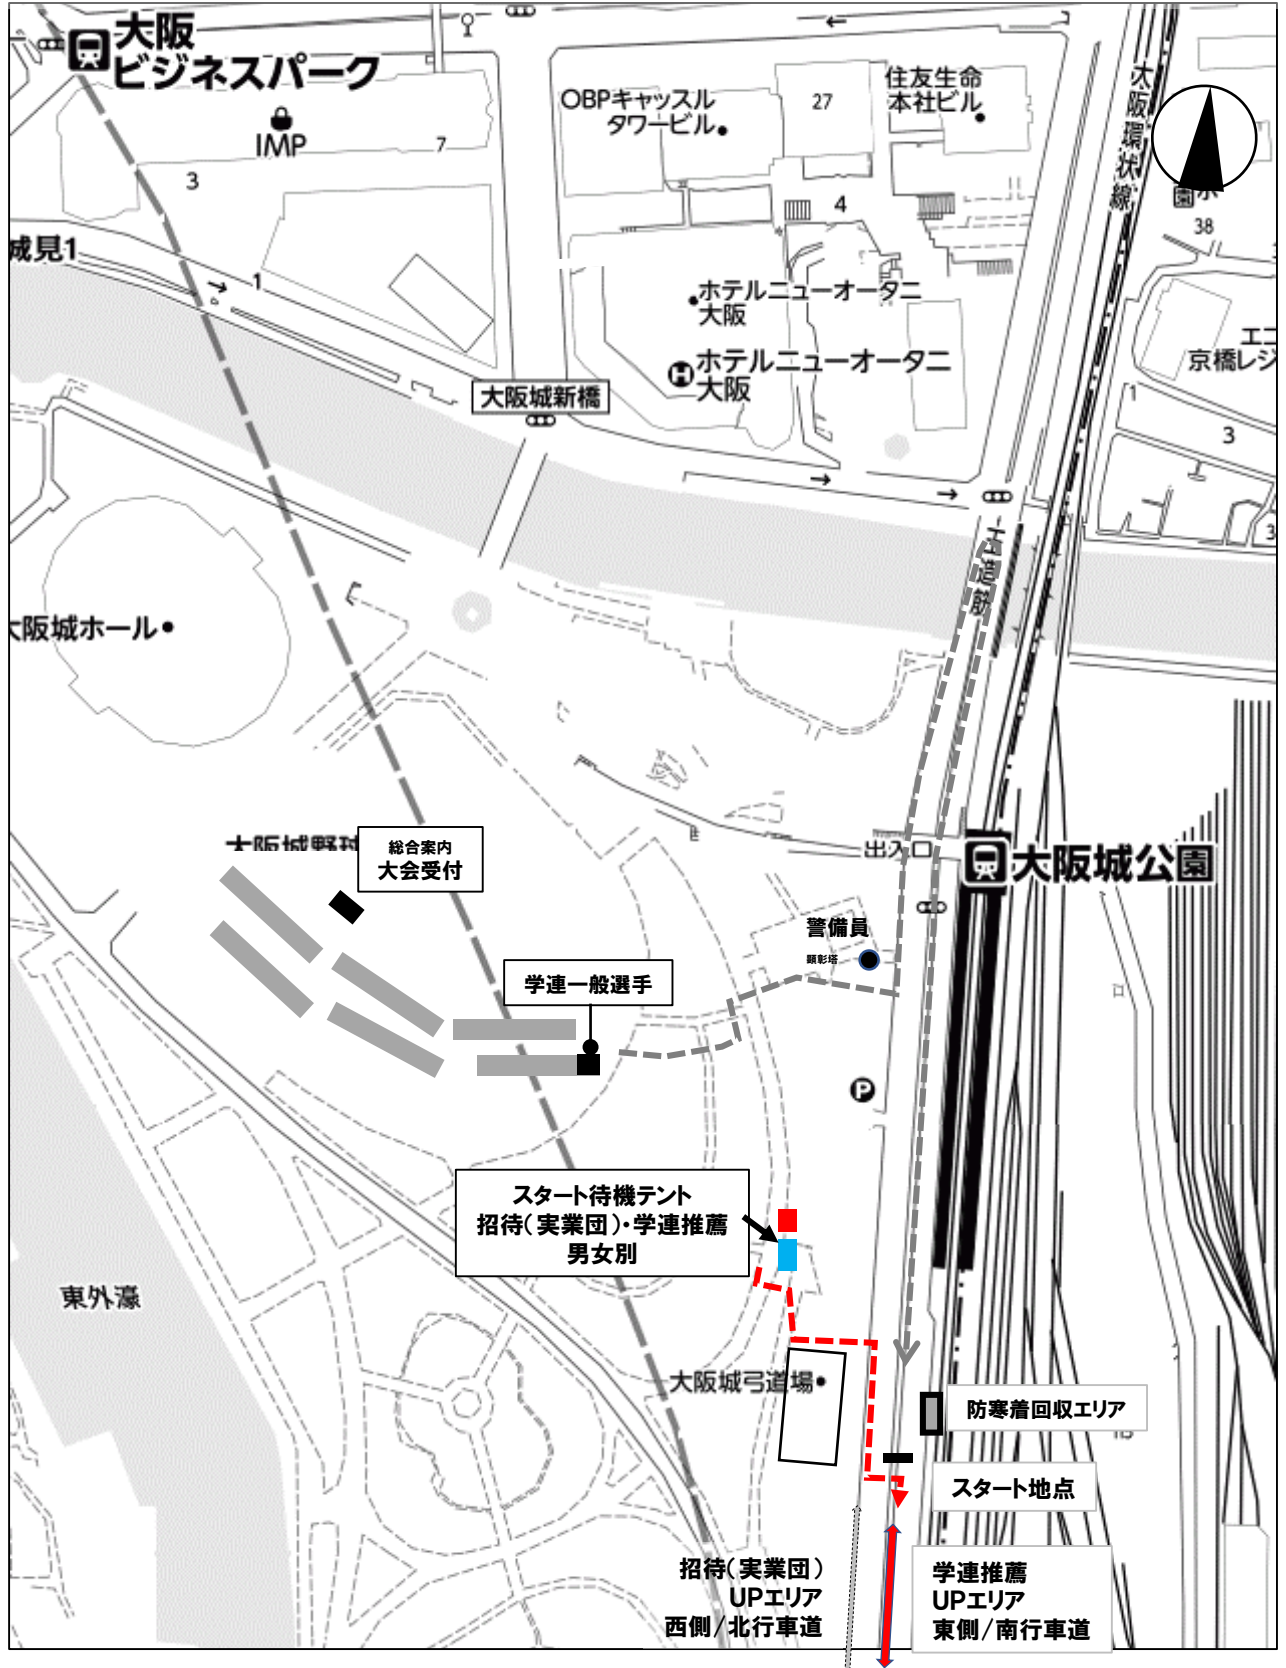 大阪
ビジネスパーク
IMP
7
3
OBPキャッスル
タワービル
27
住友生命
本社ビル
大阪環状線
4
38
城見1
1
ホテルニューオータニ
大阪
ホテルニューオータニ
大阪
エコ
京橋レジ
1
3
3
大阪城新橋
玉造筋
大阪城ホール
出入口
大阪城公園
大阪城野球
総合案内
大会受付
警備員
顕彰塔
学連一般選手
P
スタート待機テント
招待(実業団)・学連推薦
男女別
東外濠
大阪城弓道場
防寒着回収エリア
スタート地点
招待(実業団)
UPエリア
西側/北行車道
学連推薦
UPエリア
東側/南行車道